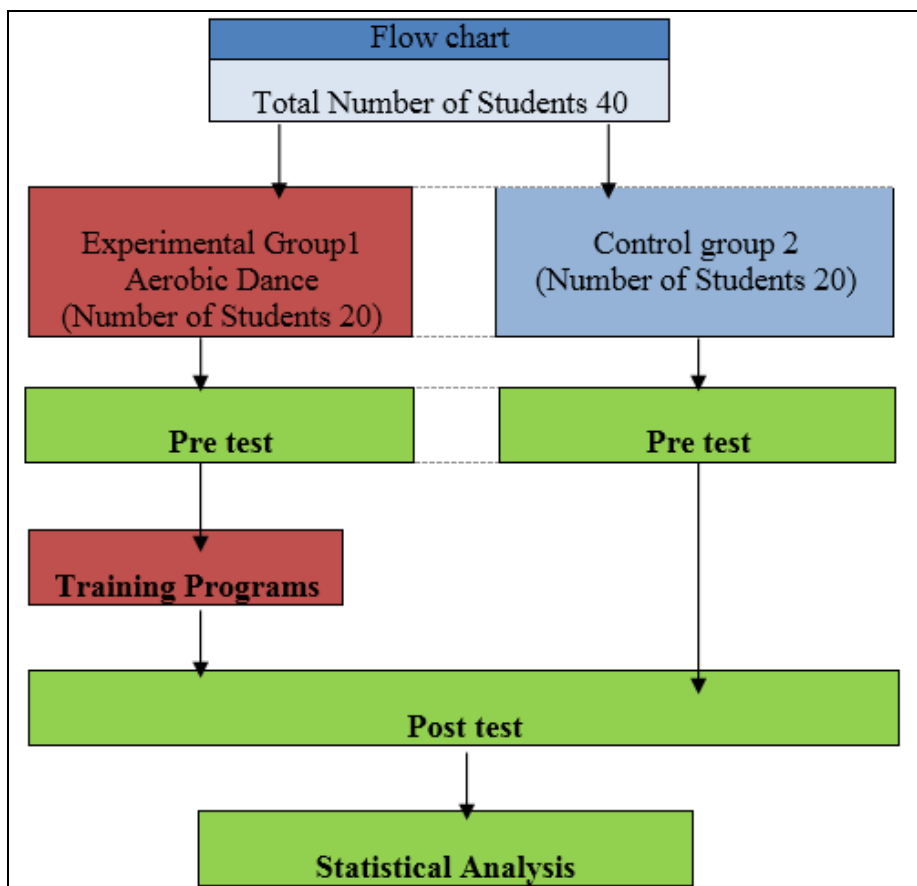 Flow chart
Total Number of Students 40
Experimental Group1
Aerobic Dance
(Number of Students 20)
Control group 2
(Number of Students 20)
Pre test
Pre test
Training Programs
Post test
Statistical Analysis